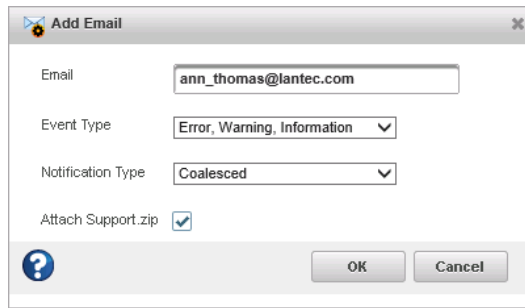 Add Email
Email ann_thomas@lantec.com
Event Type Error, Warning, Information
Notification Type Coalesced
Attach Support.zip
OK Cancel